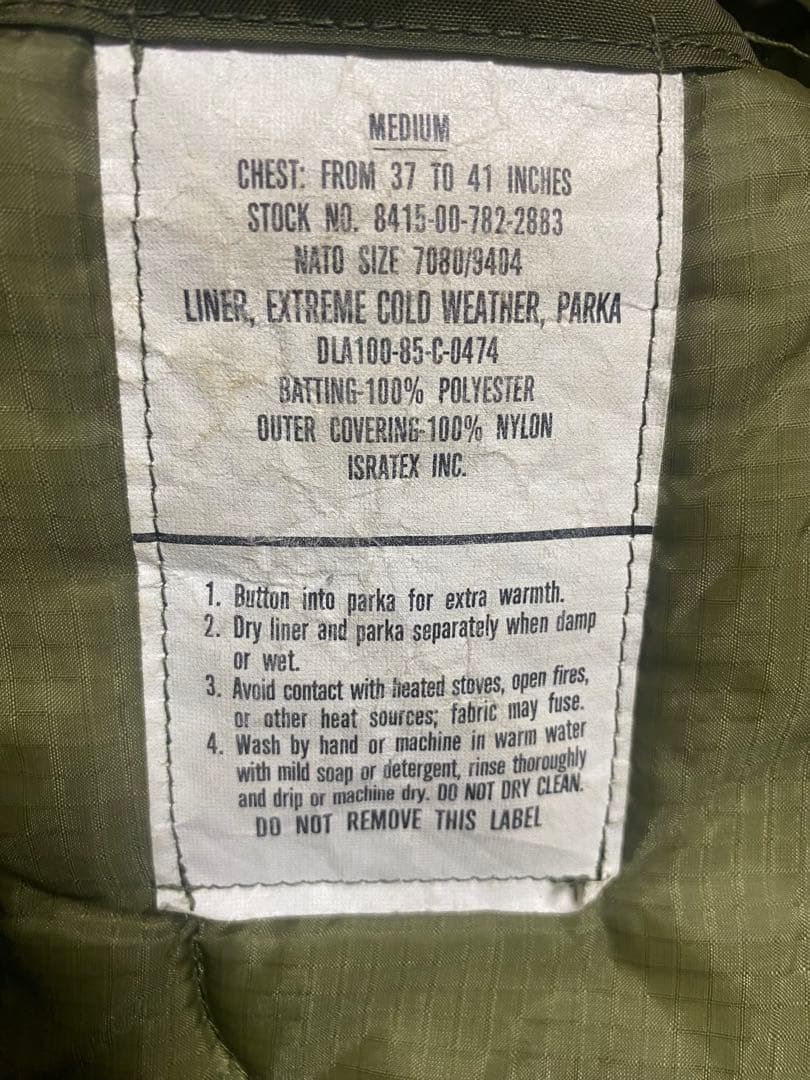 MEDIUM
CHEST: FROM 37 TO 41 INCHES
STOCK NO. 8415-00-782-2883
NATO SIZE 7080/9404
LINER, EXTREME COLD WEATHER, PARKA
DLA100-85-C-0474
BATTING-100% POLYESTER
OUTER COVERING-100% NYLON
ISRATEX INC.
1. Button into parka for extra warmth.
2. Dry liner and parka separately when damp
or wet.
3. Avoid contact with heated stoves, open fires,
or other heat sources; fabric may fuse.
4. Wash by hand or machine in warm water
with mild soap or detergent, rinse thoroughly
and drip or machine dry. DO NOT DRY CLEAN.
DO NOT REMOVE THIS LABEL